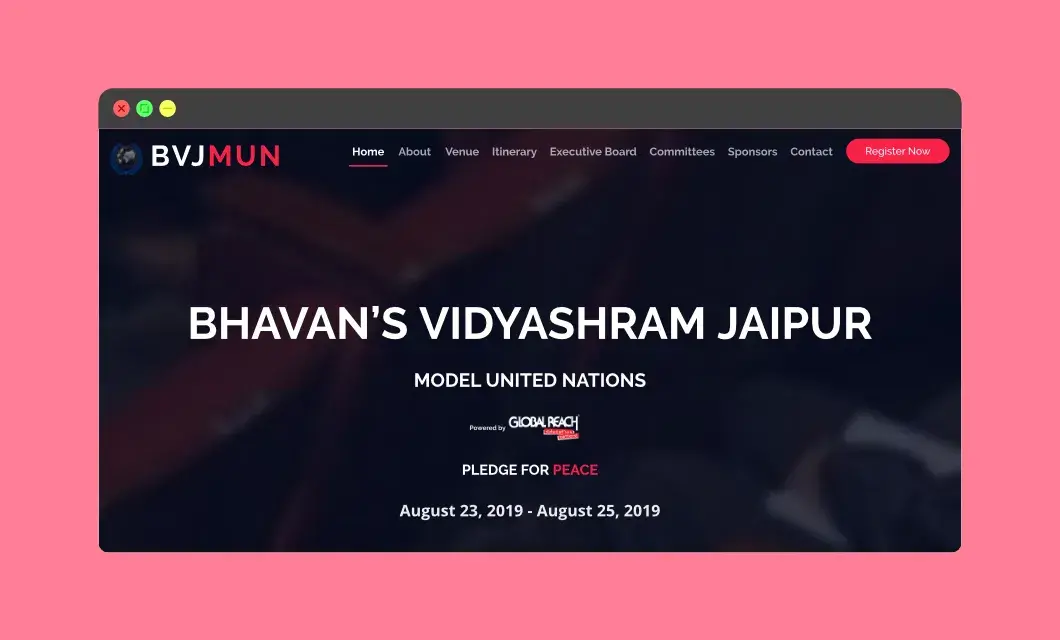 BVJMUN
Home About Venue Itinerary Executive Board Committees Sponsors Contact Register Now
BHAVAN'S VIDYASHRAM JAIPUR
MODEL UNITED NATIONS
Powered by GLOBAL REACH
PLEDGE FOR PEACE
August 23, 2019 - August 25, 2019